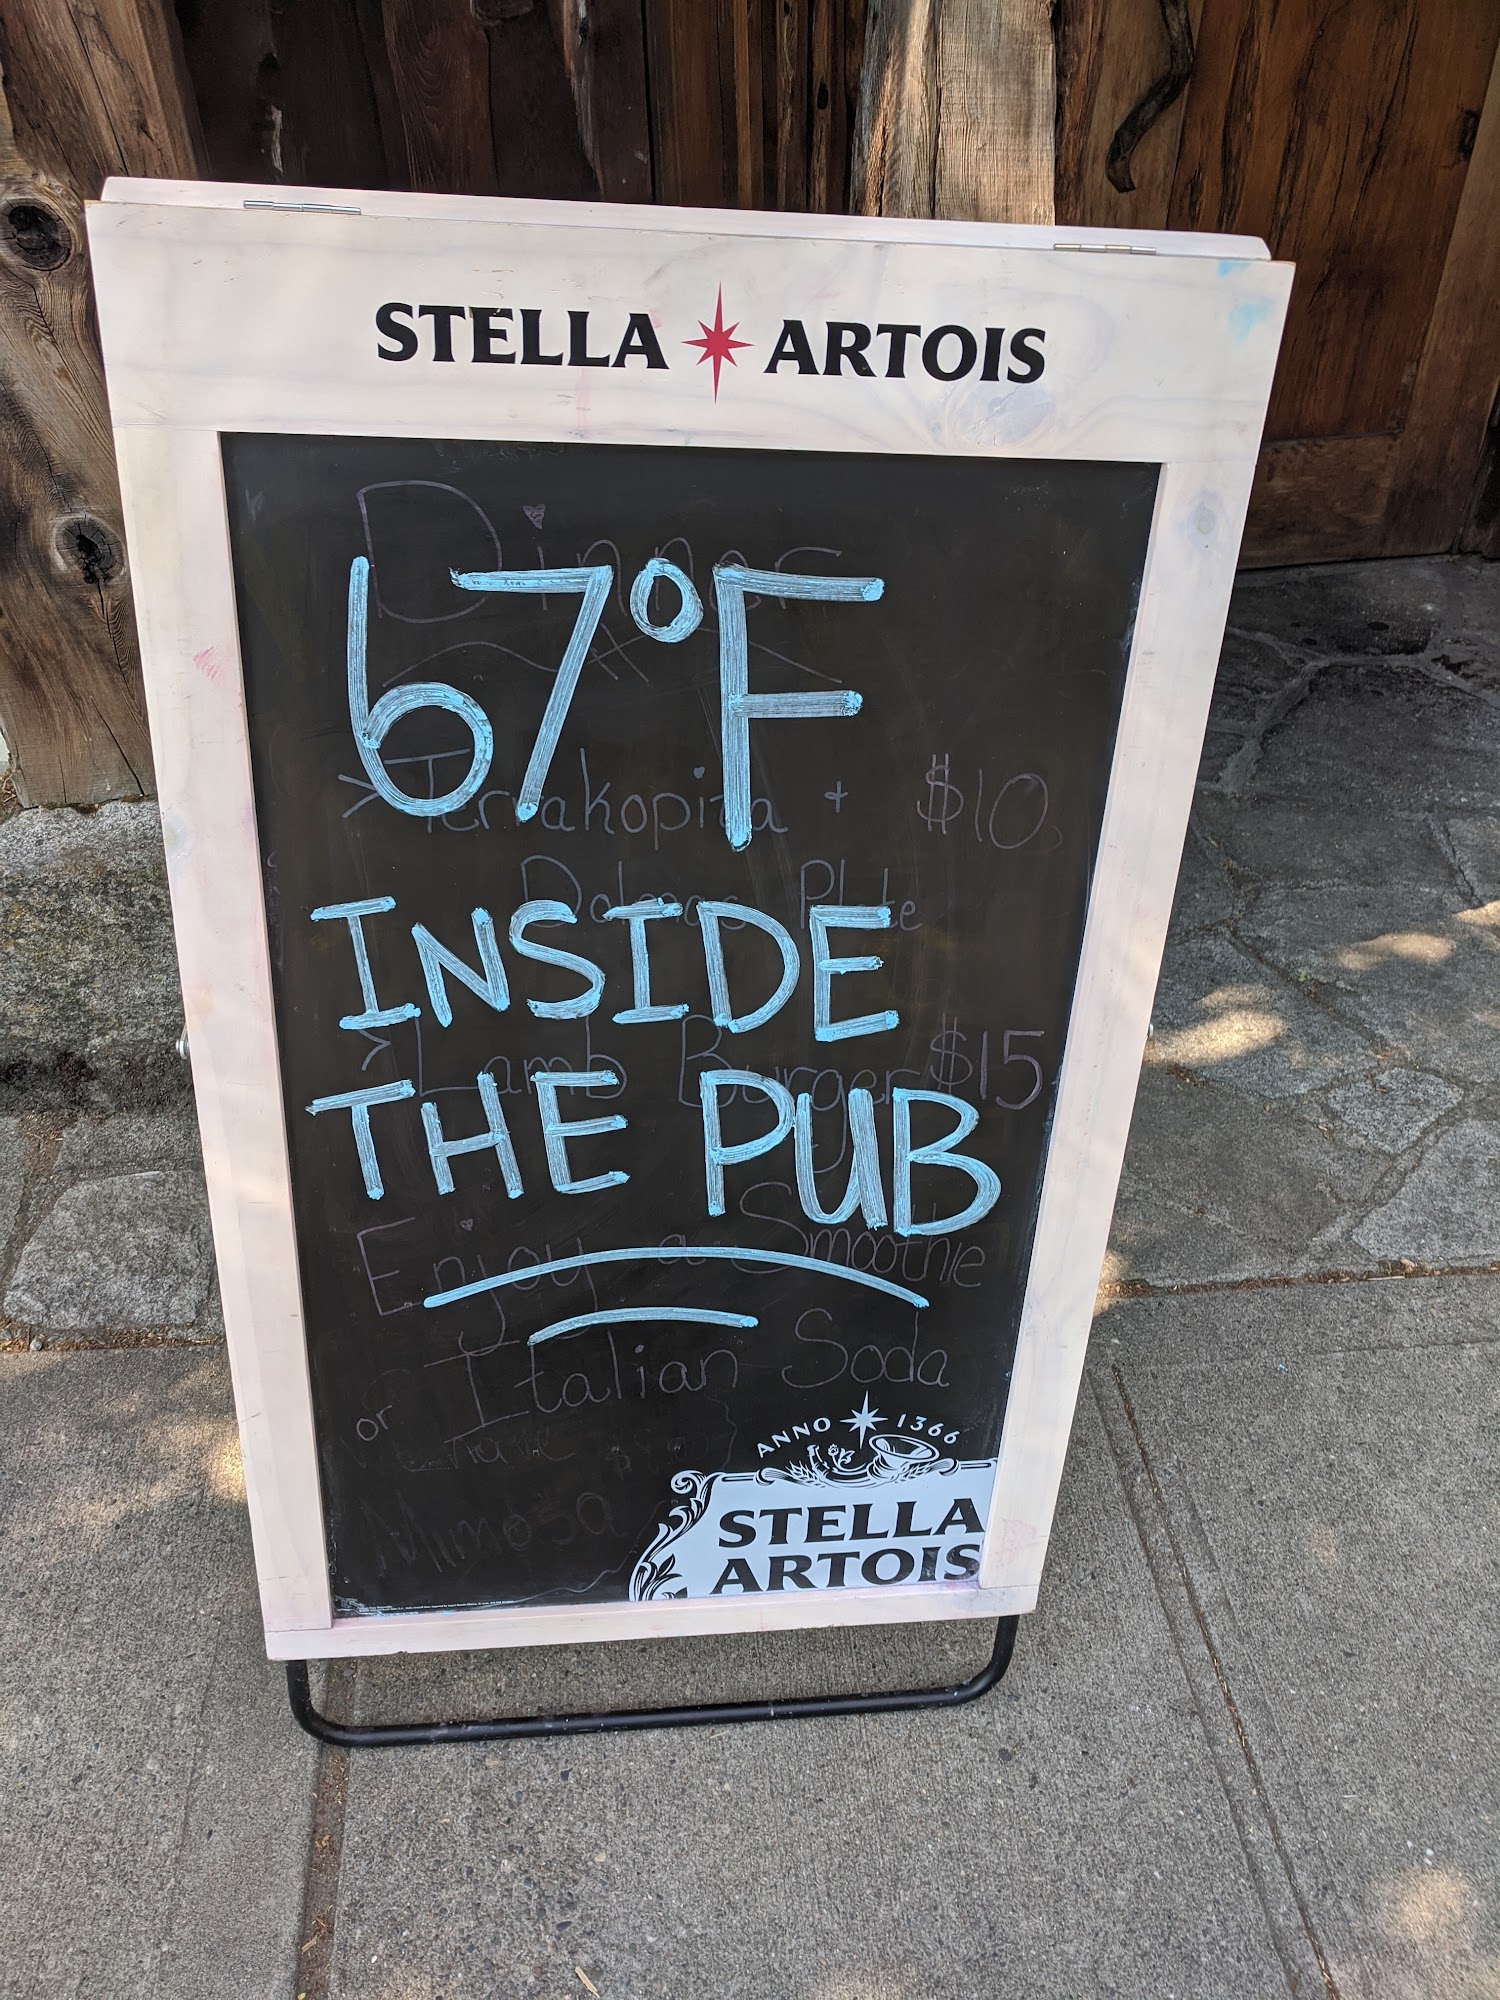 STELLA ARTOIS
Dinner
67°F
> Tervakopita + $10
Dolmas Plate
INSIDE
> Lamb Burger $15
THE PUB
Enjoy a Smoothie
or Italian Soda
Mimosa
ANNO 1366
STELLA
ARTOIS